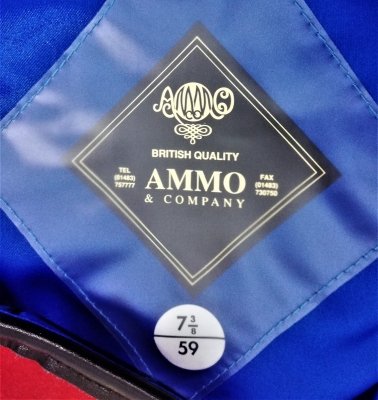 AMMO
BRITISH QUALITY
TEL
(01483)
757777
AMMO
& COMPANY
FAX
(01483)
730750
7 3/8
59